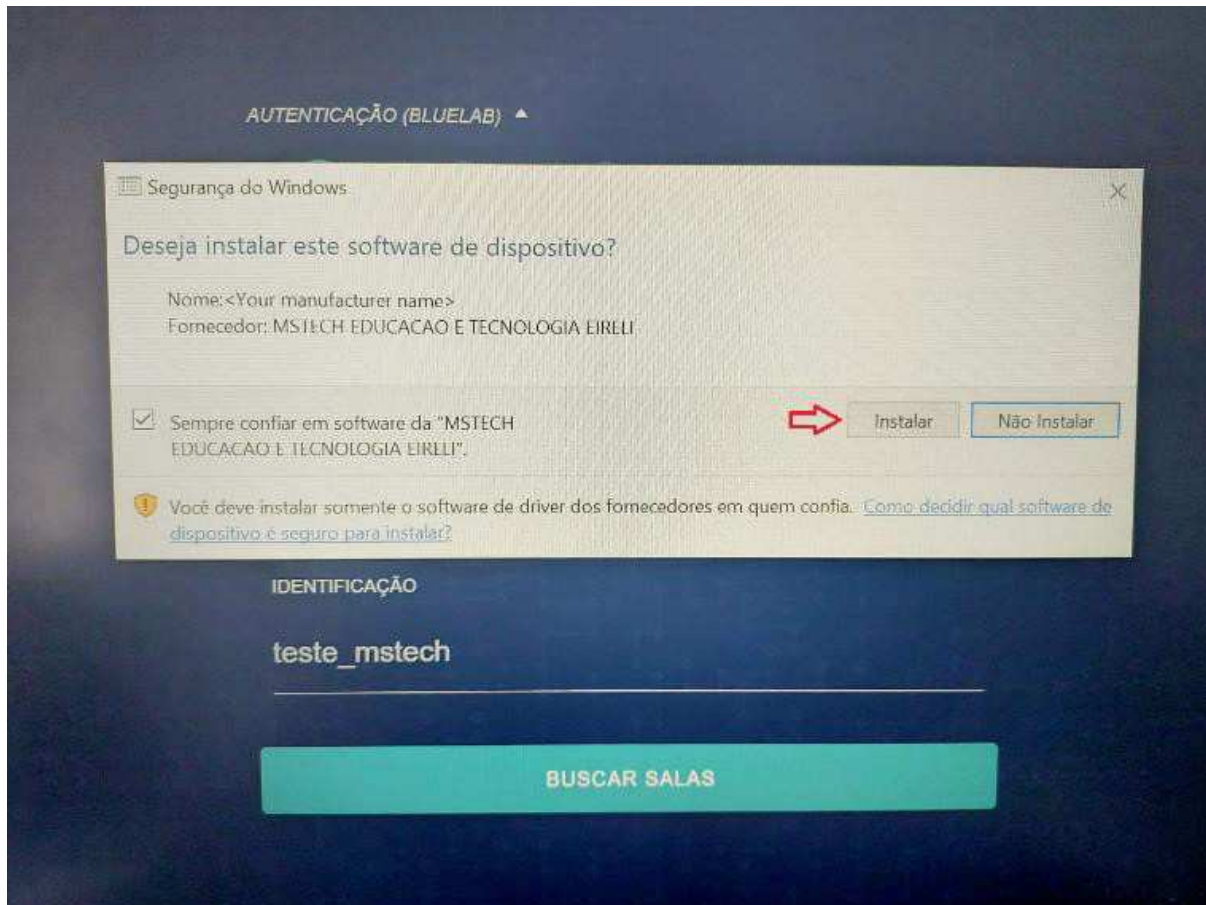 AUTENTICAÇÃO (BLUELAB)
Segurança do Windows
Deseja instalar este software de dispositivo?
Nome:<Your manufacturer name>
Fornecedor: MSTECH EDUCACAO E TECNOLOGIA EIRELI
Sempre confiar em software da "MSTECH
EDUCACAO E TECNOLOGIA EIRELI".
Instalar
Não Instalar
Você deve instalar somente o software de driver dos fornecedores em quem confia. Como decidir qual software de
dispositivo é seguro para instalar?
IDENTIFICAÇÃO
teste_mstech
BUSCAR SALAS